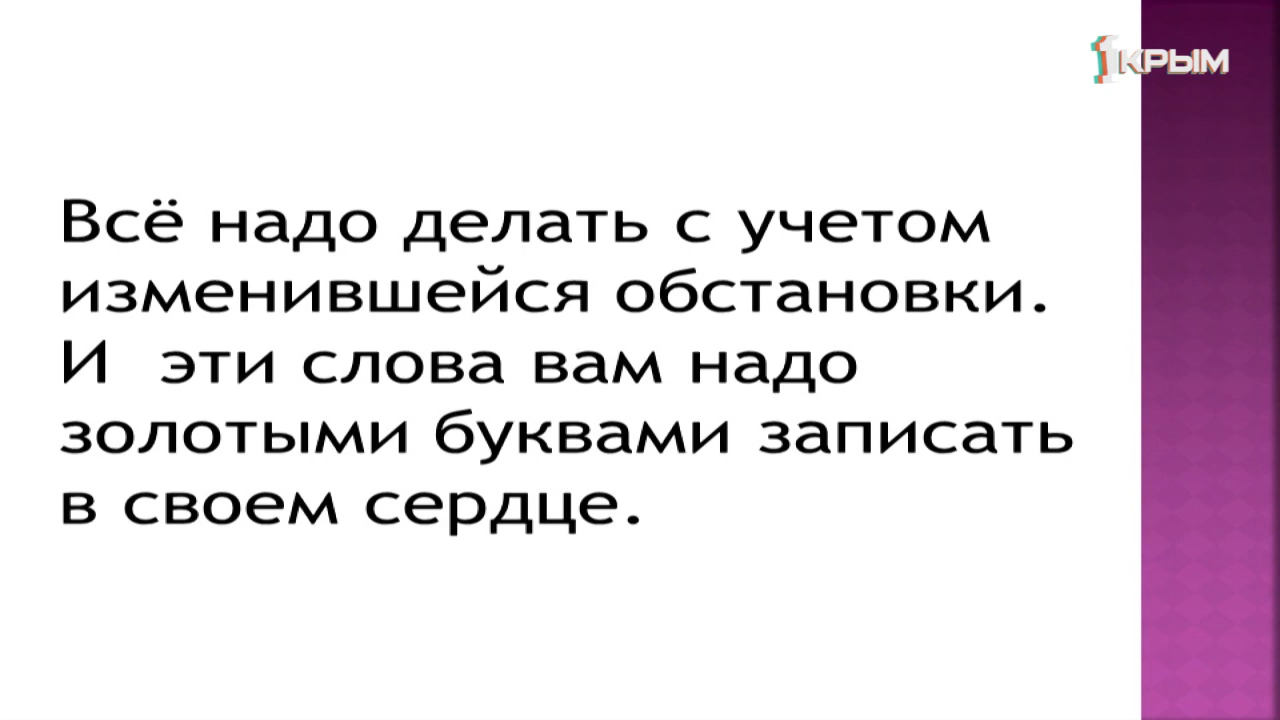 1КРЫМ
Всё надо делать с учетом
изменившейся обстановки.
И  эти слова вам надо
золотыми буквами записать
в своем сердце.